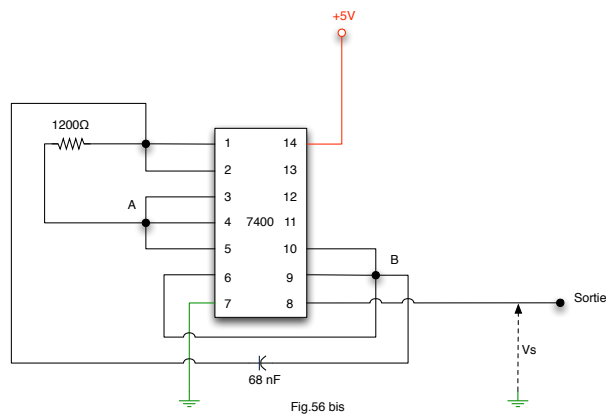 +5V
1200Ω
1 14
2 13
3 12
A
4 7400 11
5 10
B
6 9
7 8
Sortie
Vs
68 nF
Fig.56 bis